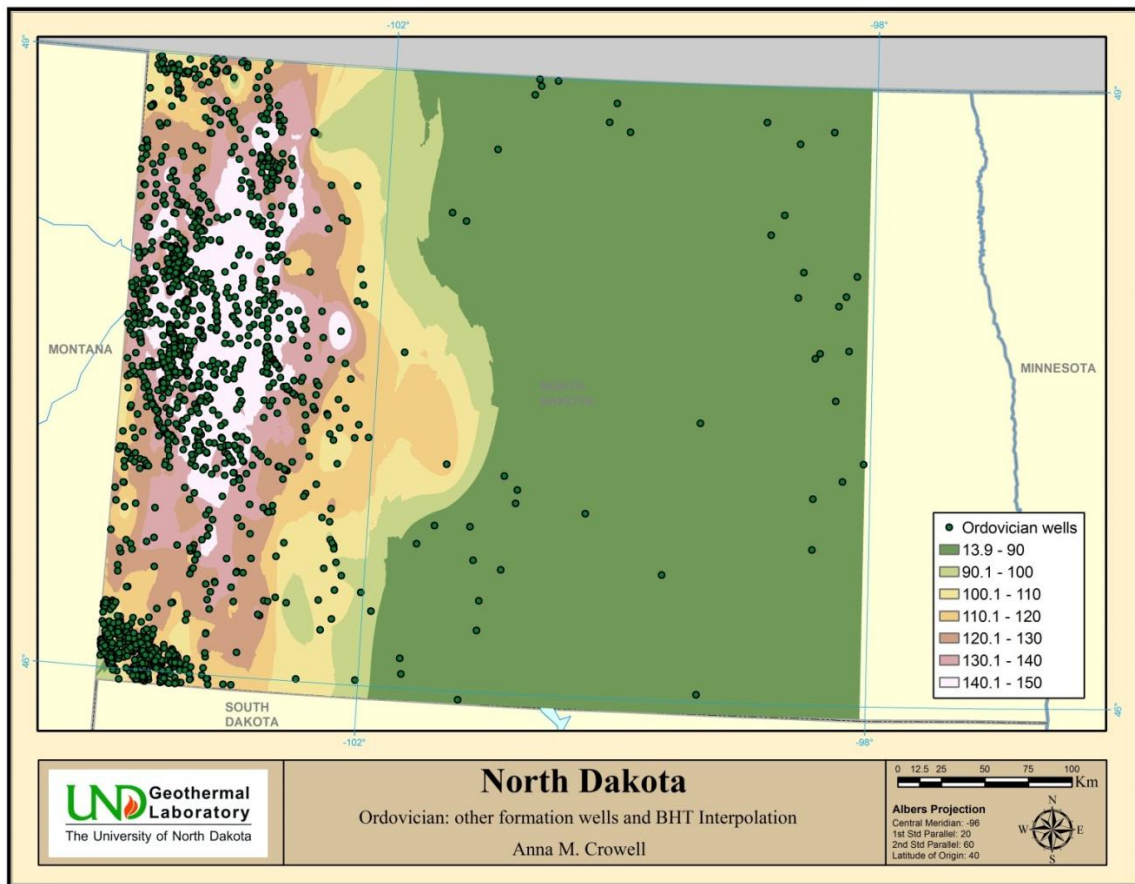 -102°
-98°
49°
49°
MONTANA
NORTH
DAKOTA
MINNESOTA
Ordovician wells
13.9 - 90
90.1 - 100
100.1 - 110
110.1 - 120
120.1 - 130
130.1 - 140
140.1 - 150
46°
46°
SOUTH
DAKOTA
-102°
-98°
UND Geothermal
Laboratory
The University of North Dakota
North Dakota
Ordovician: other formation wells and BHT Interpolation
Anna M. Crowell
0 12.5 25 50 75 100
Km
Albers Projection
Central Meridian: -96
1st Std Parallel: 20
2nd Std Parallel: 60
Latitude of Origin: 40
N
W E
S